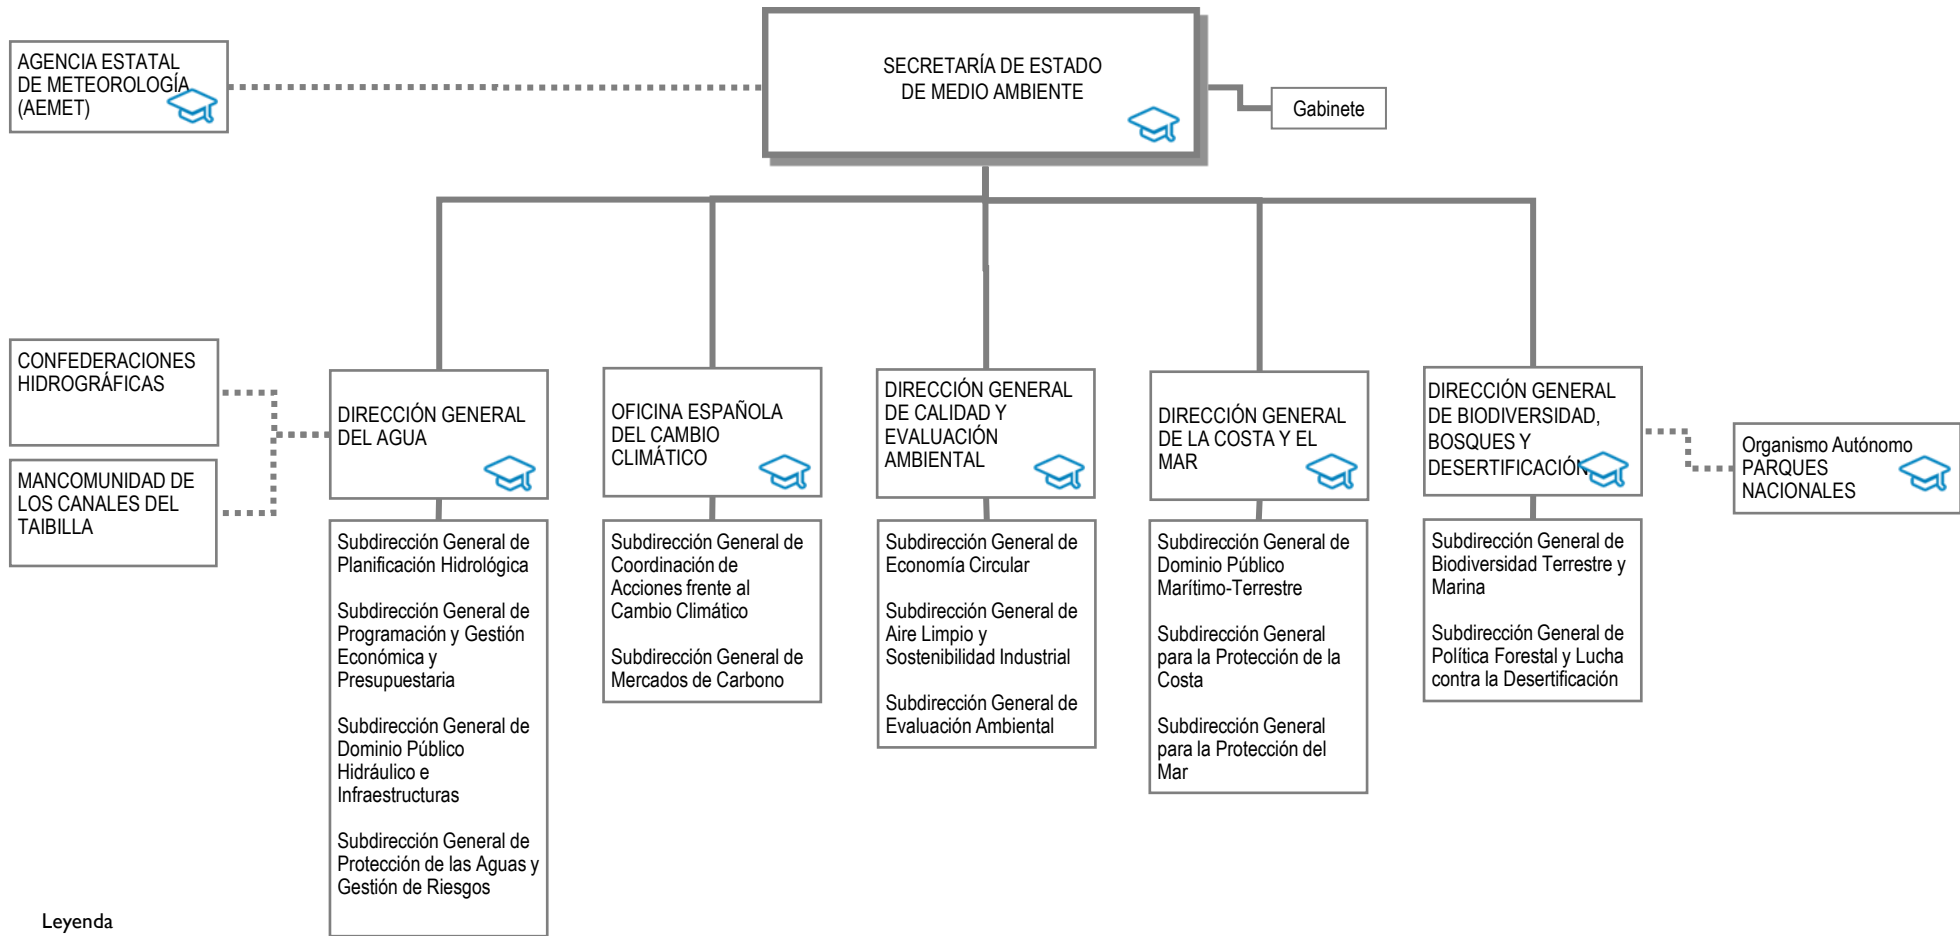 AGENCIA ESTATAL
DE METEOROLOGÍA
(AEMET)
SECRETARÍA DE ESTADO
DE MEDIO AMBIENTE
Gabinete
CONFEDERACIONES
HIDROGRÁFICAS
MANCOMUNIDAD DE
LOS CANALES DEL
TAIBILLA
DIRECCIÓN GENERAL
DEL AGUA
OFICINA ESPAÑOLA
DEL CAMBIO
CLIMÁTICO
DIRECCIÓN GENERAL
DE CALIDAD Y
EVALUACIÓN
AMBIENTAL
DIRECCIÓN GENERAL
DE LA COSTA Y EL
MAR
DIRECCIÓN GENERAL
DE BIODIVERSIDAD,
BOSQUES Y
DESERTIFICACIÓN
Organismo Autónomo
PARQUES
NACIONALES
Subdirección General de
Planificación Hidrológica
Subdirección General de
Programación y Gestión
Económica y
Presupuestaria
Subdirección General de
Dominio Público
Hidráulico e
Infraestructuras
Subdirección General de
Protección de las Aguas y
Gestión de Riesgos
Subdirección General de
Coordinación de
Acciones frente al
Cambio Climático
Subdirección General de
Mercados de Carbono
Subdirección General de
Economía Circular
Subdirección General de
Aire Limpio y
Sostenibilidad Industrial
Subdirección General de
Evaluación Ambiental
Subdirección General de
Dominio Público
Marítimo-Terrestre
Subdirección General
para la Protección de la
Costa
Subdirección General
para la Protección del
Mar
Subdirección General de
Biodiversidad Terrestre y
Marina
Subdirección General de
Política Forestal y Lucha
contra la Desertificación
Leyenda